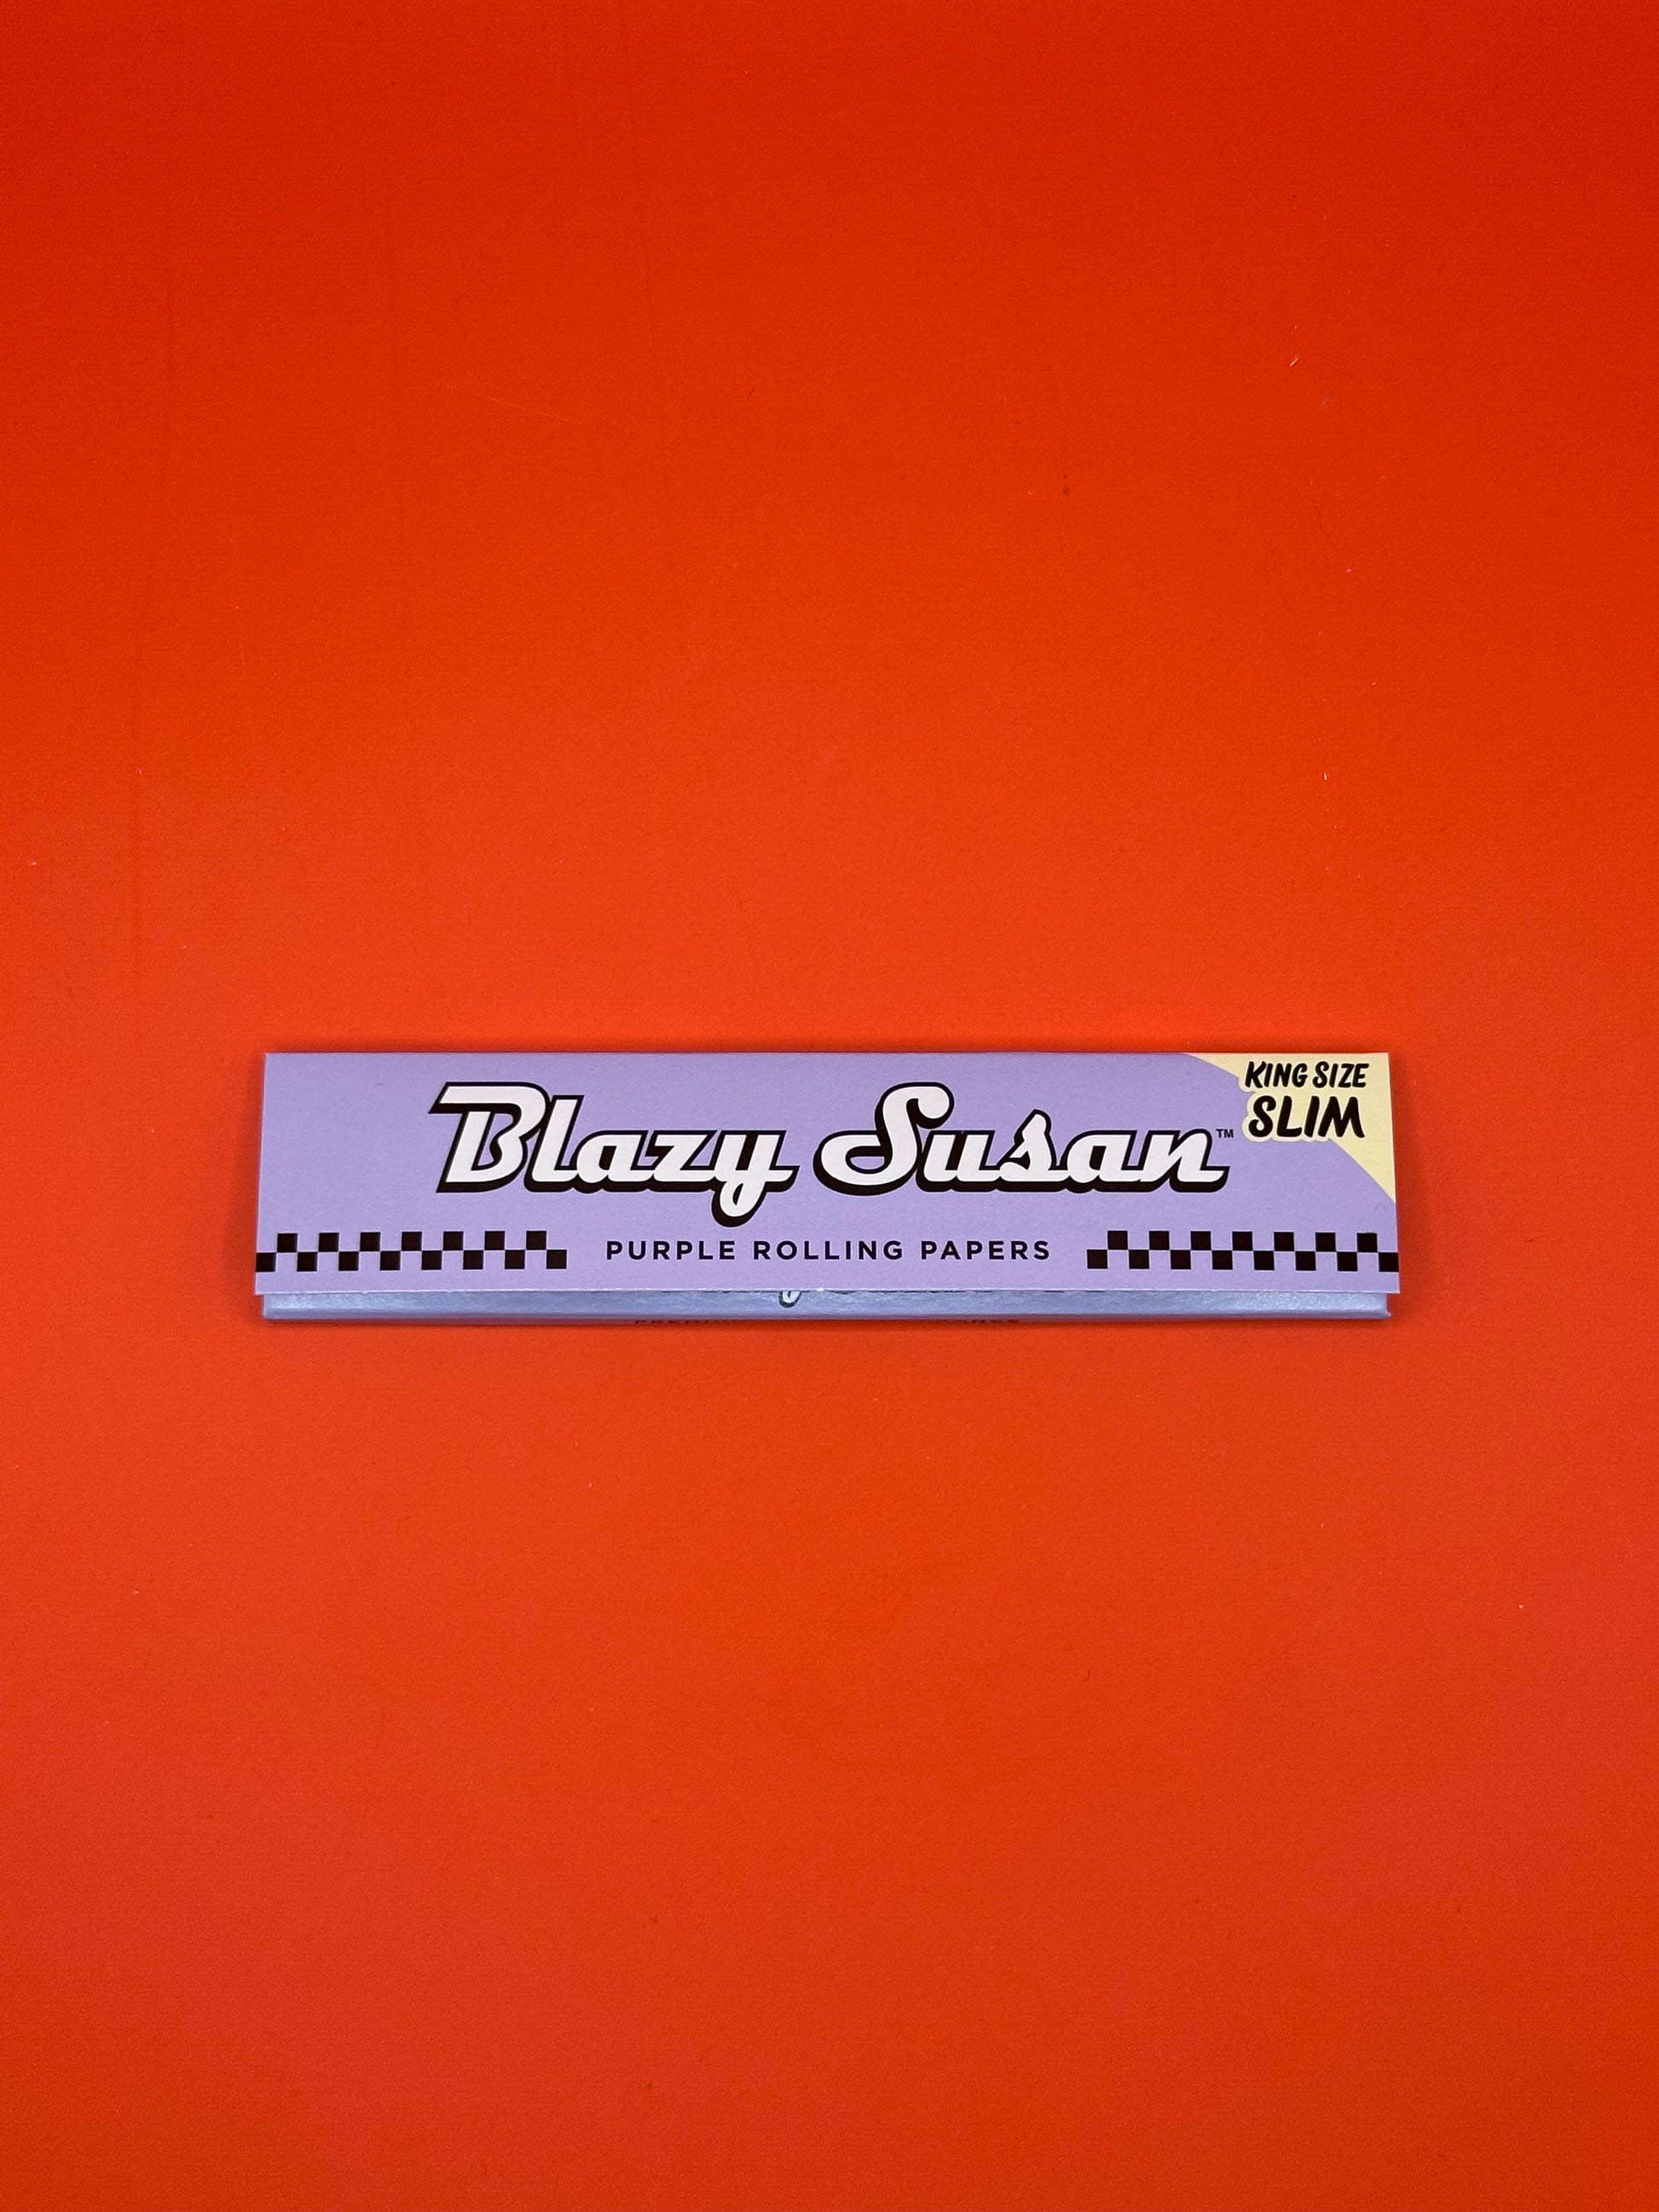 KING SIZE
SLIM
Blazy Susan™
PURPLE ROLLING PAPERS